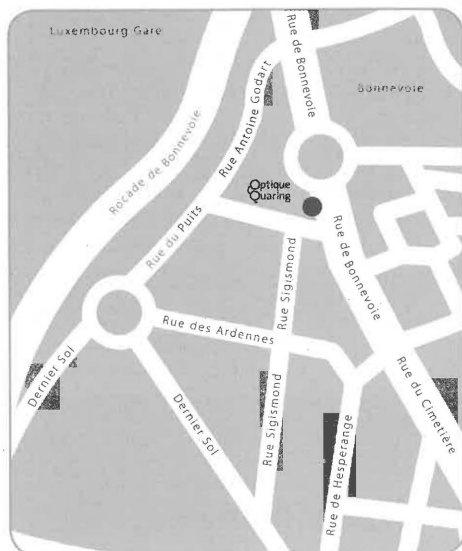 Luxembourg Gare
Rue de Bonnevoie
Bonnevoie
Rue Antoine Godart
Rocade de Bonnevoie
Optique
Quaring
Rue du Puits
Rue de Bonnevoie
Rue Sigismond
Rue des Ardennes
Rue du Cimetière
Dernier Sol
Dernier Sol
Rue Sigismond
Rue de Hesperange